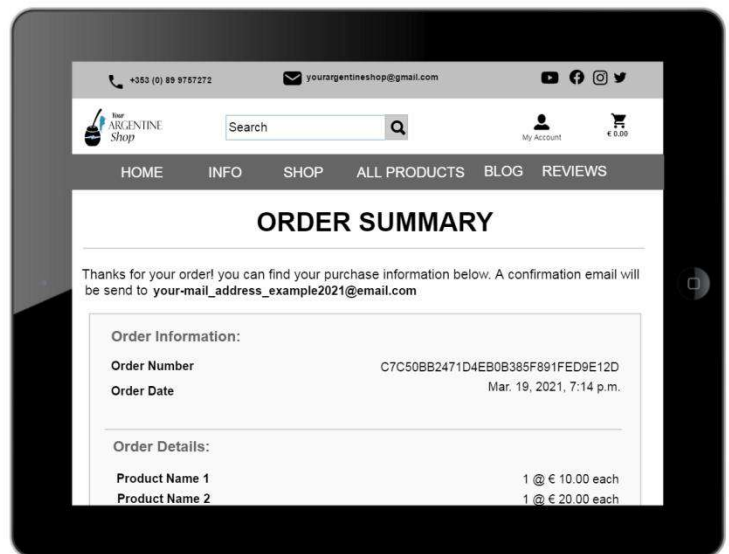 +353 (0) 89 9757272 yourargentineshop@gmail.com
Your
ARGENTINE
Shop
Search
My Account
€ 0.00
HOME INFO SHOP ALL PRODUCTS BLOG REVIEWS
ORDER SUMMARY
Thanks for your order! you can find your purchase information below. A confirmation email will
be send to your-mail_address_example2021@email.com
Order Information:
Order Number C7C50BB2471D4EB0B385F891FED9E12D
Order Date Mar. 19, 2021, 7:14 p.m.
Order Details:
Product Name 1 1 @ € 10.00 each
Product Name 2 1 @ € 20.00 each